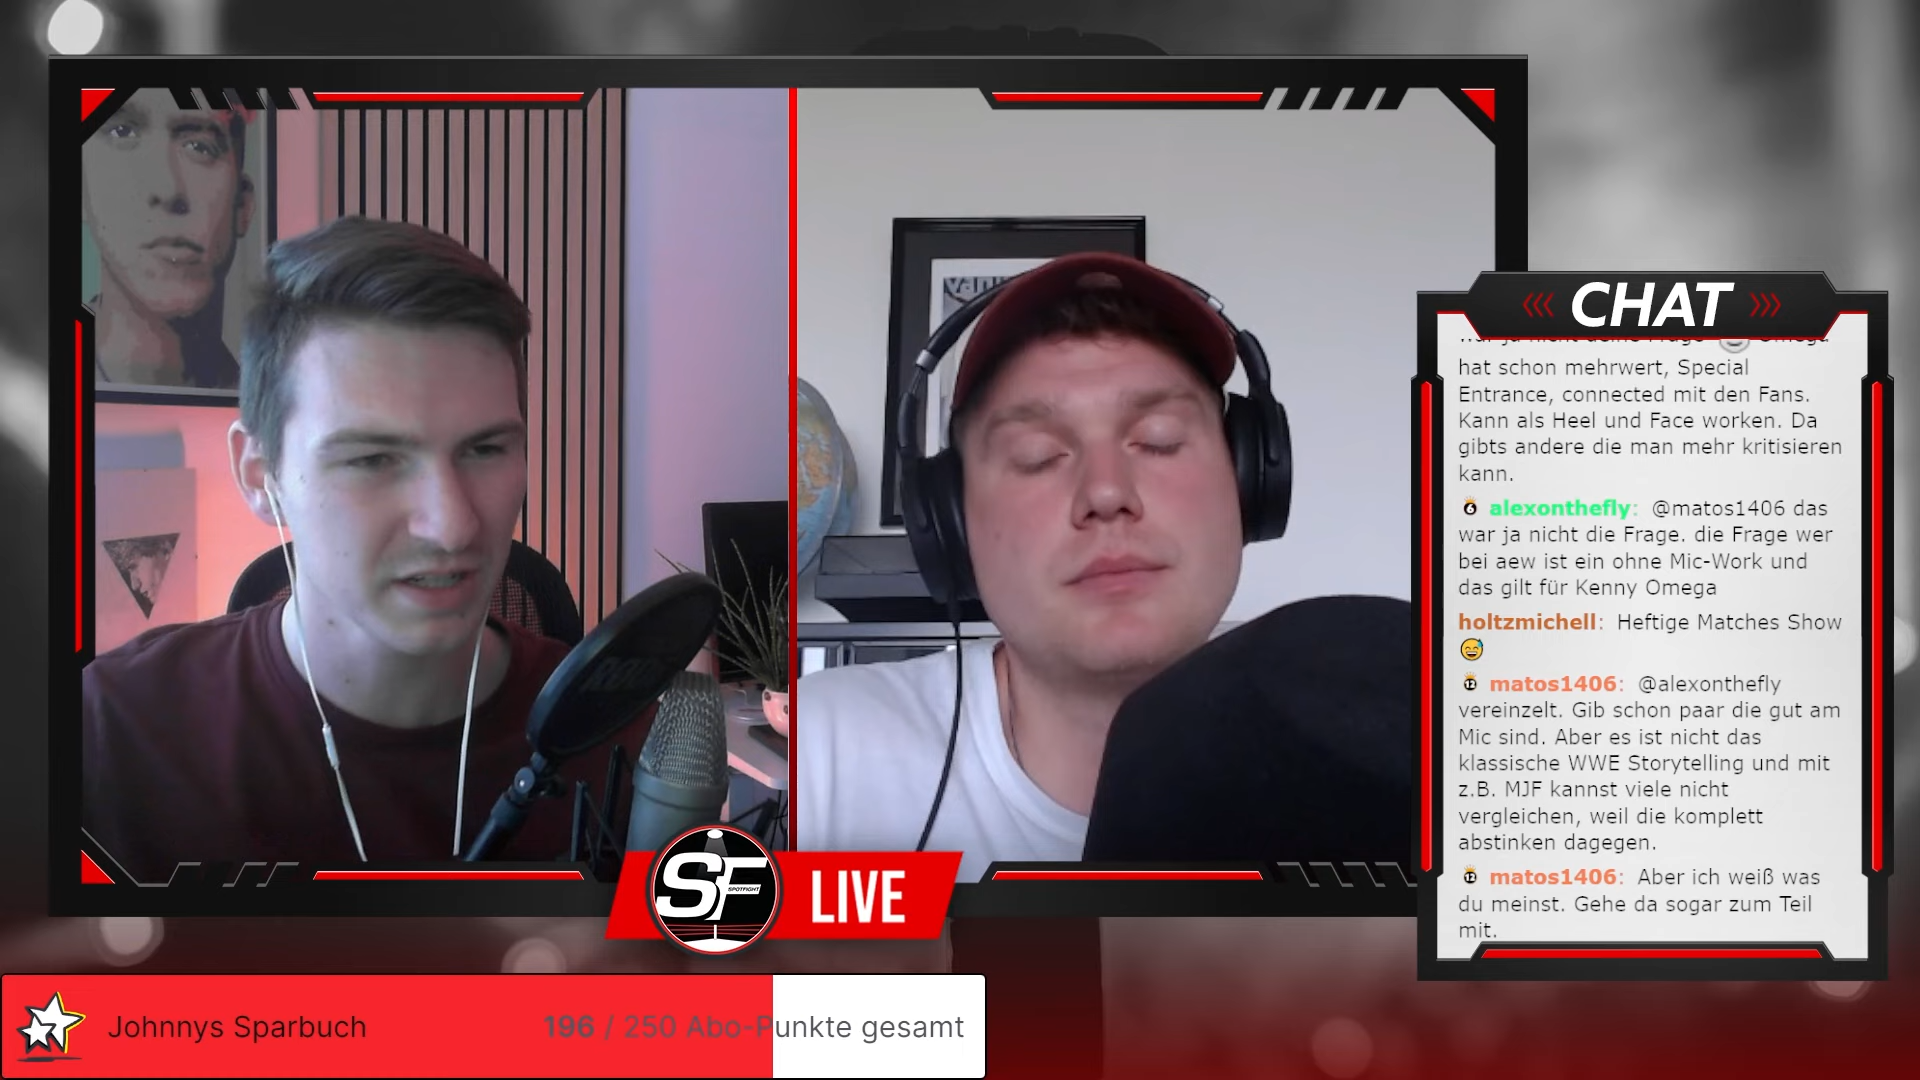 CHAT
hat schon mehrwert, Special
Entrance, connected mit den Fans.
Kann als Heel und Face worken. Da
gibts andere die man mehr kritisieren
kann.
6 alexonthefly: @matos1406 das
war ja nicht die Frage. die Frage wer
bei aew ist ein ohne Mic-Work und
das gilt für Kenny Omega
holtzmichell: Heftige Matches Show
😅
12 matos1406: @alexonthefly
vereinzelt. Gib schon paar die gut am
Mic sind. Aber es ist nicht das
klassische WWE Storytelling und mit
z.B. MJF kannst viele nicht
vergleichen, weil die komplett
abstinken dagegen.
12 matos1406: Aber ich weiß was
du meinst. Gehe da sogar zum Teil
mit.
SF
SPOTFIGHT
LIVE
Johnnys Sparbuch
196 / 250 Abo-Punkte gesamt